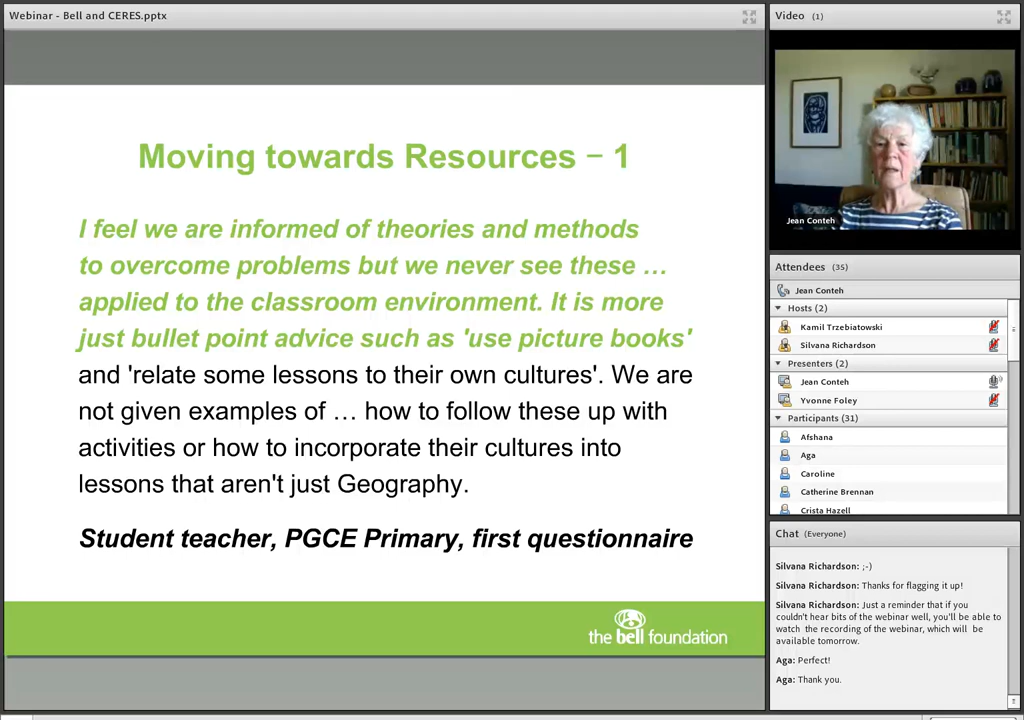 Webinar - Bell and CERES.pptx
Moving towards Resources – 1
I feel we are informed of theories and methods
to overcome problems but we never see these …
applied to the classroom environment. It is more
just bullet point advice such as 'use picture books'
and 'relate some lessons to their own cultures'. We are
not given examples of … how to follow these up with
activities or how to incorporate their cultures into
lessons that aren't just Geography.
Student teacher, PGCE Primary, first questionnaire
the bell foundation
Video (1)
Jean Conteh
Attendees (35)
Jean Conteh
Hosts (2)
Kamil Trzebiatowski
Silvana Richardson
Presenters (2)
Jean Conteh
Yvonne Foley
Participants (31)
Afshana
Aga
Caroline
Catherine Brennan
Crista Hazell
Chat (Everyone)
Silvana Richardson: ;-)
Silvana Richardson: Thanks for flagging it up!
Silvana Richardson: Just a reminder that if you
couldn't hear bits of the webinar well, you'll be able to
watch the recording of the webinar, which will be
available tomorrow.
Aga: Perfect!
Aga: Thank you.